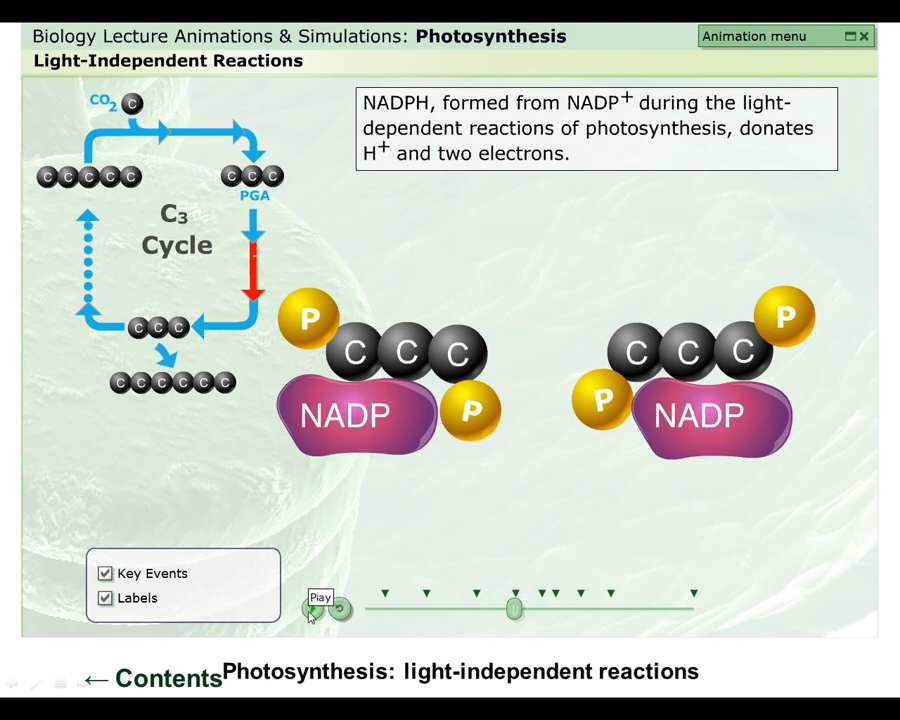 Biology Lecture Animations & Simulations: Photosynthesis
Animation menu
Light-Independent Reactions
CO2 C
NADPH, formed from NADP+ during the light-
dependent reactions of photosynthesis, donates
H+ and two electrons.
C C C C C
C C C
PGA
C3
Cycle
C C C
C C C C C C
P
C C C
NADP
P
P
C C C
P
NADP
Key Events
Labels
Play
← Contents
Photosynthesis: light-independent reactions